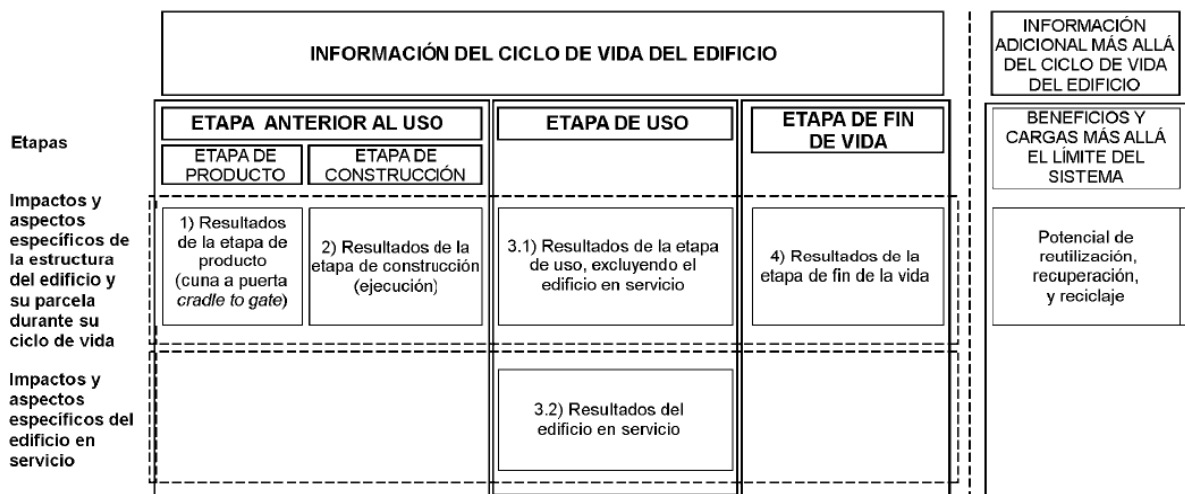 INFORMACIÓN DEL CICLO DE VIDA DEL EDIFICIO
INFORMACIÓN
ADICIONAL MÁS ALLÁ
DEL CICLO DE VIDA
DEL EDIFICIO
Etapas
ETAPA ANTERIOR AL USO
ETAPA DE
PRODUCTO
ETAPA DE
CONSTRUCCIÓN
ETAPA DE USO
ETAPA DE FIN
DE VIDA
BENEFICIOS Y
CARGAS MÁS ALLÁ
EL LÍMITE DEL
SISTEMA
Impactos y
aspectos
específicos de
la estructura
del edificio y
su parcela
durante su
ciclo de vida
1) Resultados
de la etapa de
producto
(cuna a puerta
cradle to gate)
2) Resultados de la
etapa de construcción
(ejecución)
3.1) Resultados de la etapa
de uso, excluyendo el
edificio en servicio
4) Resultados de la
etapa de fin de la vida
Potencial de
reutilización,
recuperación,
y reciclaje
Impactos y
aspectos
específicos del
edificio en
servicio
3.2) Resultados del
edificio en servicio